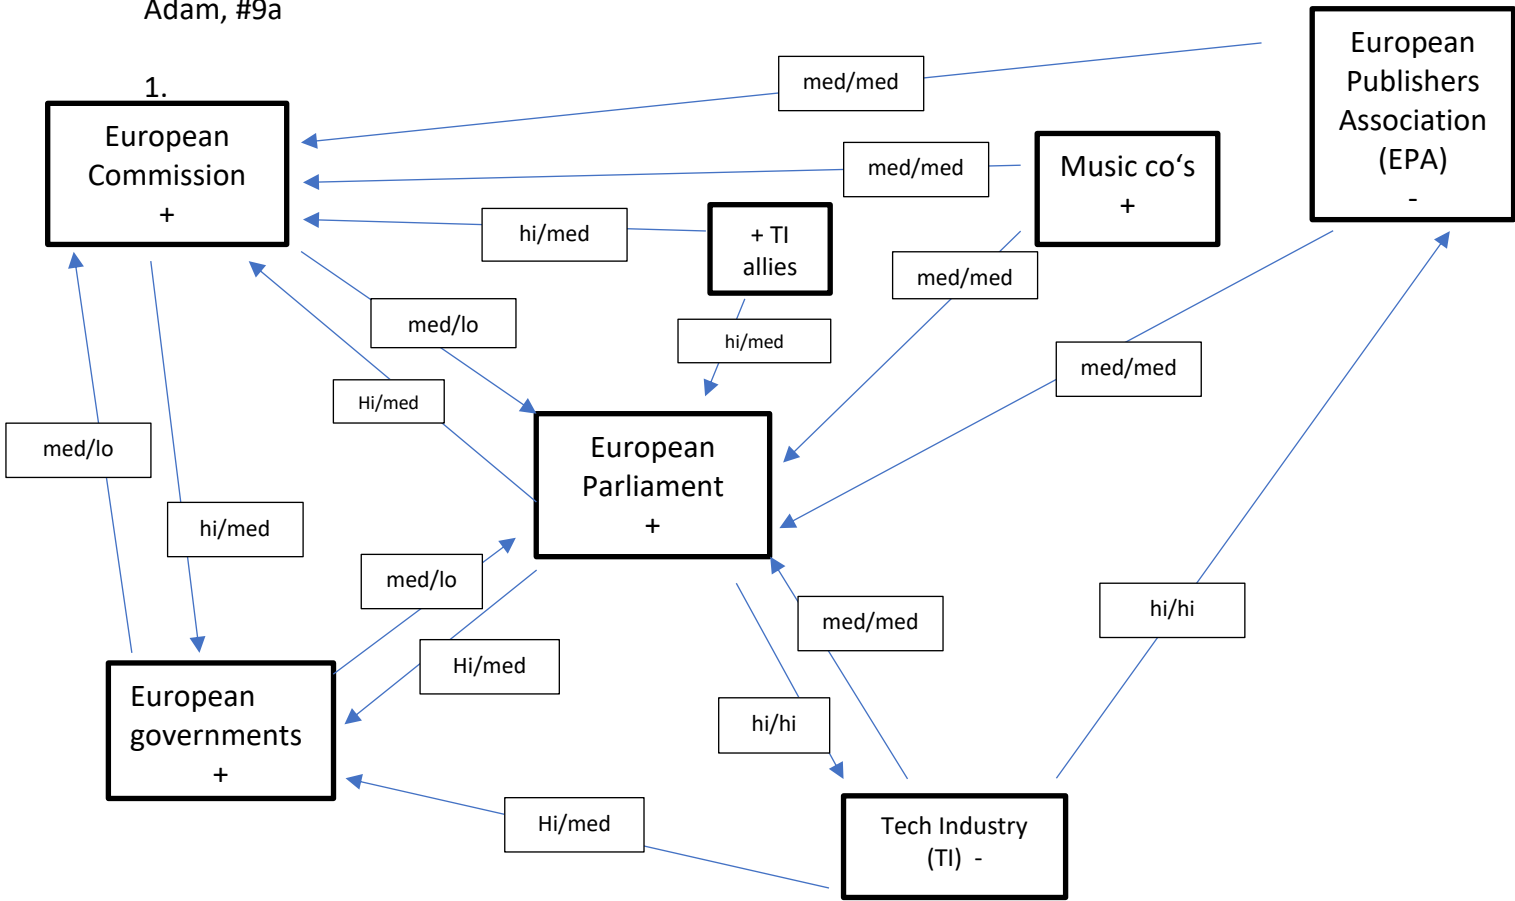 Adam, #9a
1.
European
Commission
+
European
Publishers
Association
(EPA)
-
med/med
Music co‘s
+
med/med
+ TI
allies
hi/med
med/med
med/lo
hi/med
med/med
Hi/med
med/lo
European
Parliament
+
hi/med
med/lo
Hi/med
med/med
hi/hi
hi/hi
European
governments
+
Hi/med
Tech Industry
(TI) -